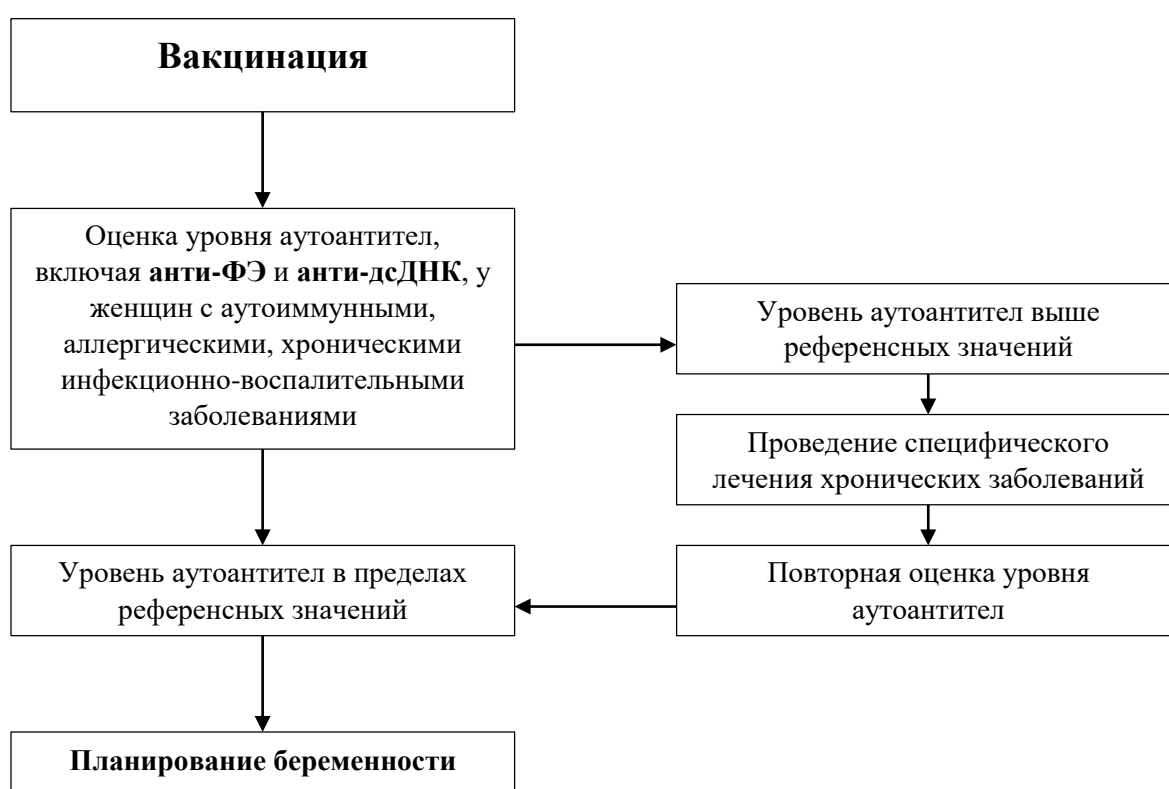 Вакцинация
Оценка уровня аутоантител,
включая анти-ФЭ и анти-дсДНК, у
женщин с аутоиммунными,
аллергическими, хроническими
инфекционно-воспалительными
заболеваниями
Уровень аутоантител выше
референсных значений
Проведение специфического
лечения хронических заболеваний
Повторная оценка уровня
аутоантител
Уровень аутоантител в пределах
референсных значений
Планирование беременности